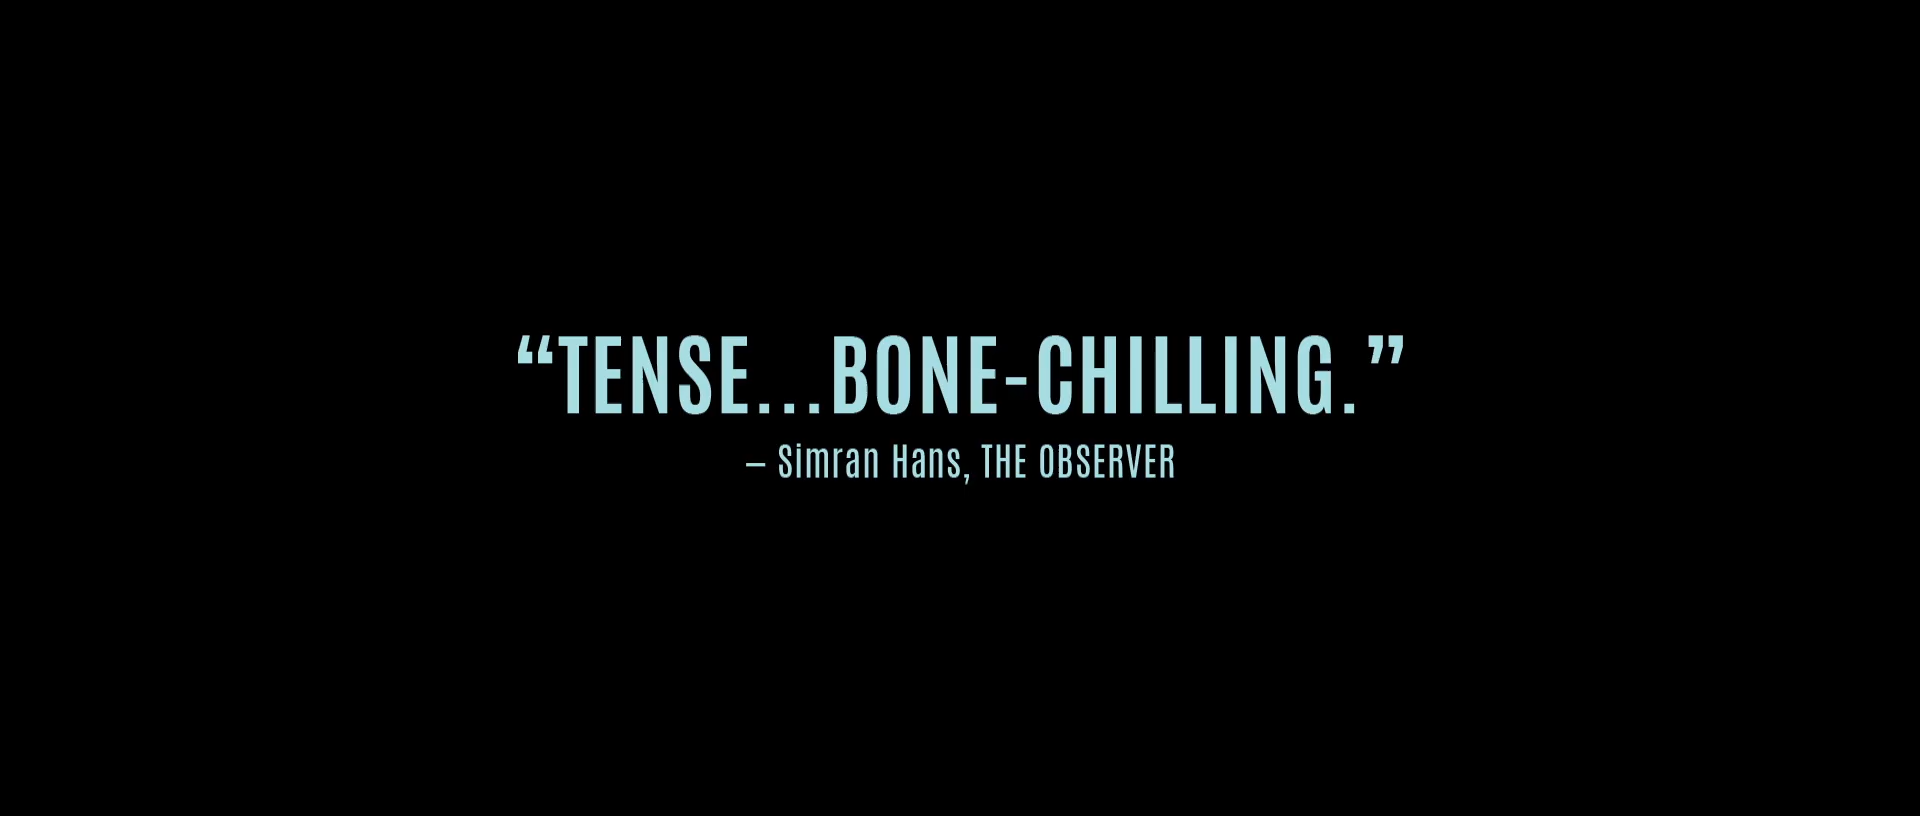 “TENSE...BONE-CHILLING.”
– Simran Hans, THE OBSERVER